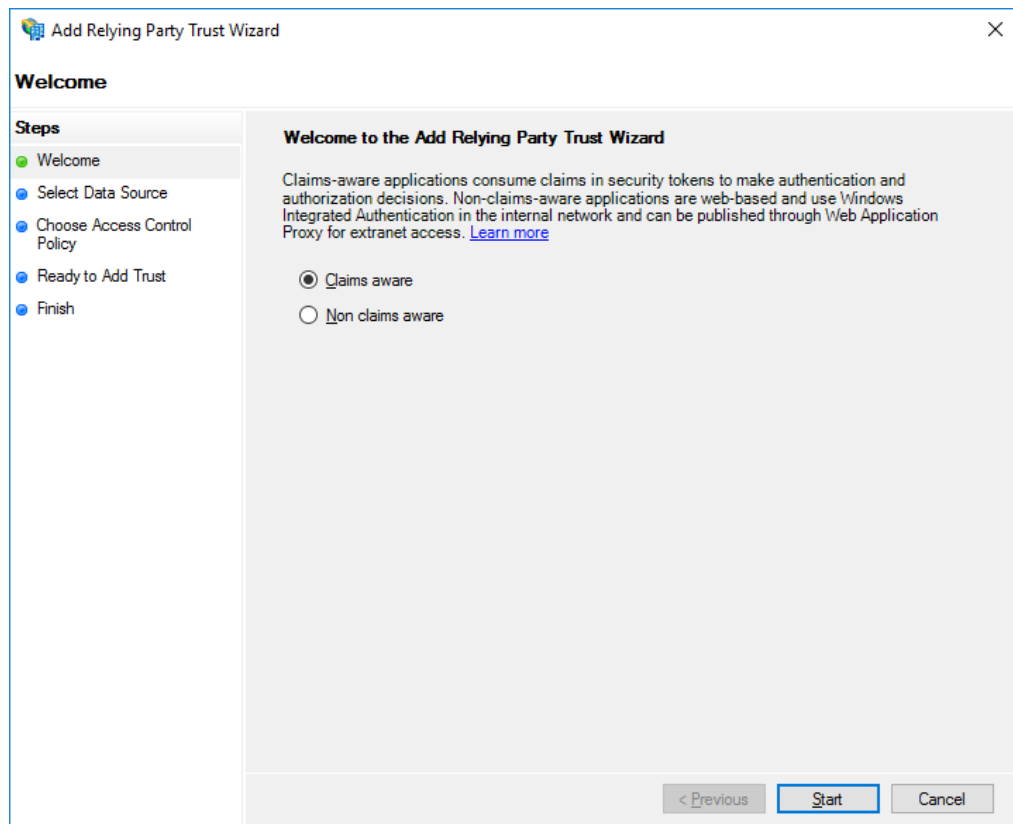 Add Relying Party Trust Wizard
Welcome
Steps
Welcome
Select Data Source
Choose Access Control
Policy
Ready to Add Trust
Finish
Welcome to the Add Relying Party Trust Wizard
Claims-aware applications consume claims in security tokens to make authentication and
authorization decisions. Non-claims-aware applications are web-based and use Windows
Integrated Authentication in the internal network and can be published through Web Application
Proxy for extranet access. Learn more
Claims aware
Non claims aware
< Previous
Start
Cancel